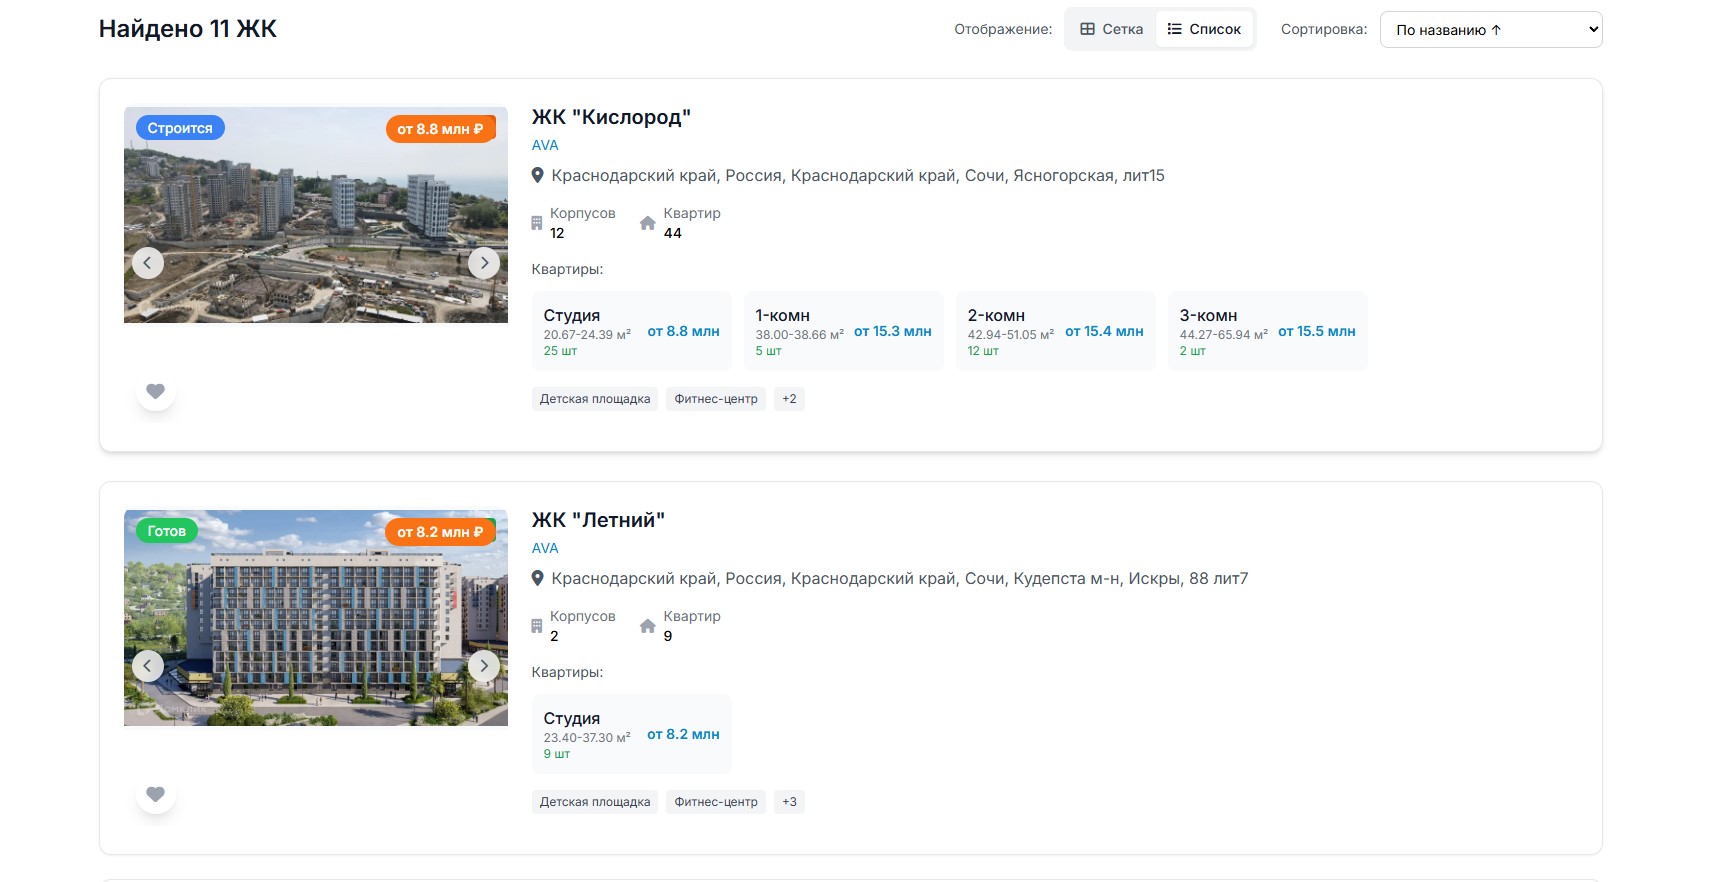 Найдено 11 ЖК
Отображение: Сетка Список Сортировка: По названию ↑
Строится
от 8.8 млн ₽
ЖК "Кислород"
AVA
Краснодарский край, Россия, Краснодарский край, Сочи, Ясногорская, лит15
Корпусов
12
Квартир
44
Квартиры:
Студия
20.67-24.39 м²
25 шт
от 8.8 млн
1-комн
38.00-38.66 м²
5 шт
от 15.3 млн
2-комн
42.94-51.05 м²
12 шт
от 15.4 млн
3-комн
44.27-65.94 м²
2 шт
от 15.5 млн
Детская площадка Фитнес-центр +2
Готов
от 8.2 млн ₽
ЖК "Летний"
AVA
Краснодарский край, Россия, Краснодарский край, Сочи, Кудепста м-н, Искры, 88 лит7
Корпусов
2
Квартир
9
Квартиры:
Студия
23.40-37.30 м²
9 шт
от 8.2 млн
Детская площадка Фитнес-центр +3